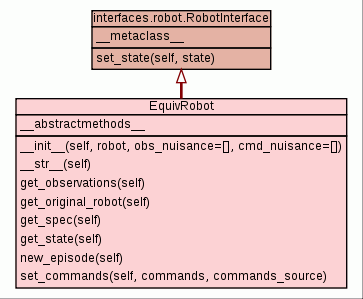 interfaces.robot.RobotInterface
__metaclass__
set_state(self, state)
EquivRobot
__abstractmethods__
__init__(self, robot, obs_nuisance=[], cmd_nuisance=[])
__str__(self)
get_observations(self)
get_original_robot(self)
get_spec(self)
get_state(self)
new_episode(self)
set_commands(self, commands, commands_source)